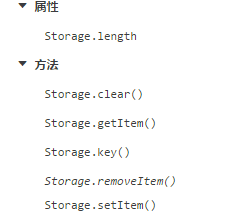 属性
Storage.length
方法
Storage.clear()
Storage.getItem()
Storage.key()
Storage.removeItem()
Storage.setItem()